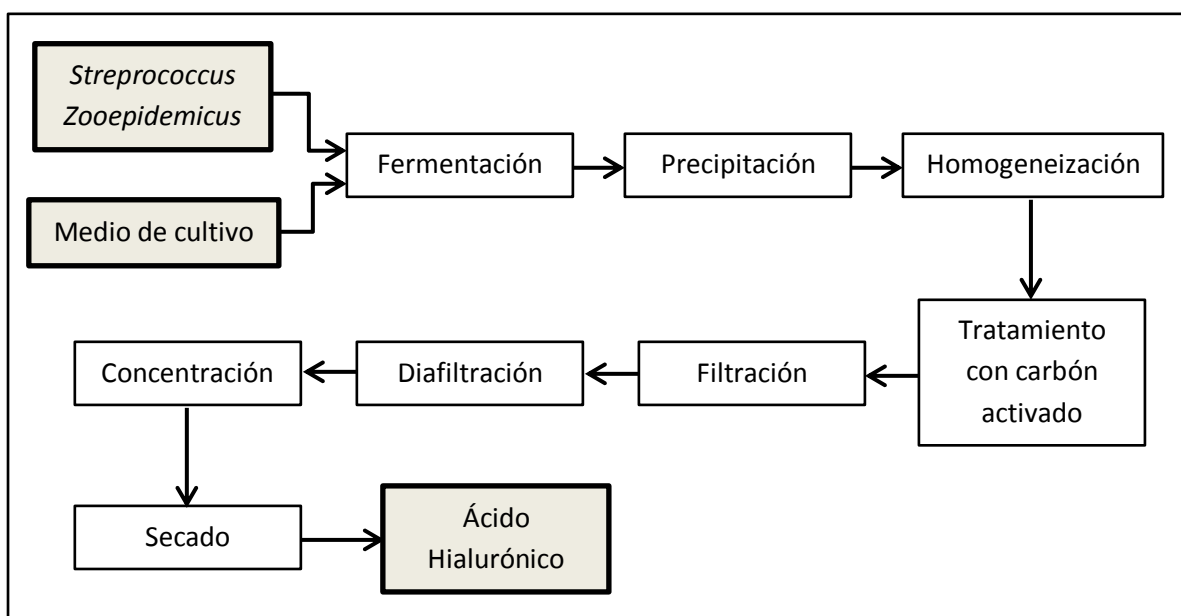 Streprococcus
Zooepidemicus
Medio de cultivo
Fermentación
Precipitación
Homogeneización
Tratamiento
con carbón
activado
Filtración
Diafiltración
Concentración
Secado
Ácido
Hialurónico